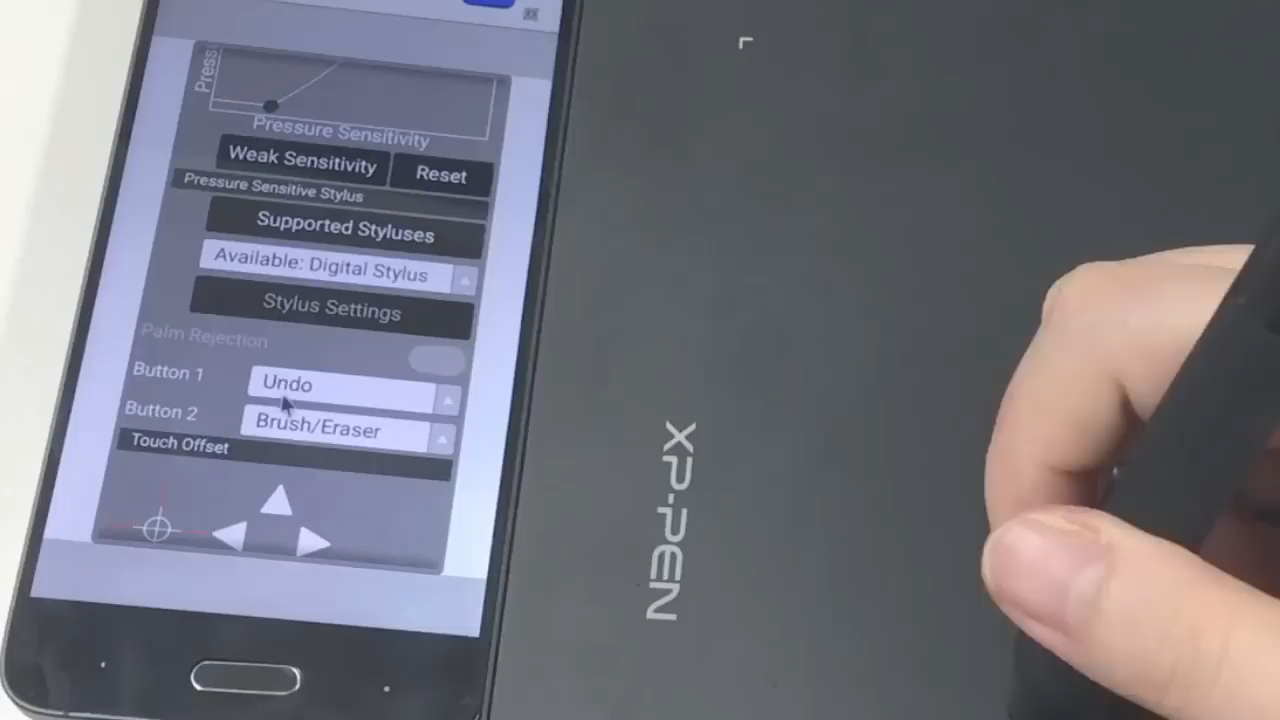 Press
Pressure Sensitivity
Weak Sensitivity
Reset
Pressure Sensitive Stylus
Supported Styluses
Available: Digital Stylus
Stylus Settings
Palm Rejection
Button 1
Undo
Button 2
Brush/Eraser
Touch Offset
XP-PEN